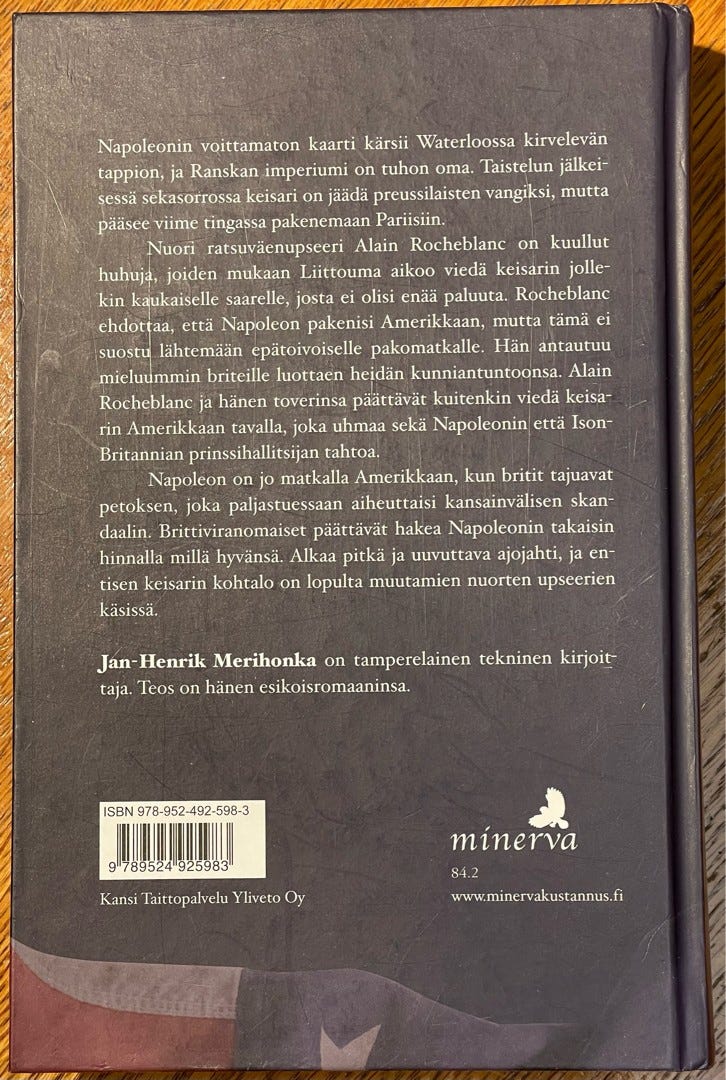 Napoleonin voittamaton kaarti kärsii Waterloossa kirvelevän
tappion, ja Ranskan imperiumi on tuhon oma. Taistelun jälkei-
sessä sekasorrossa keisari on jäädä preussilaisten vangiksi, mutta
pääsee viime tingassa pakenemaan Pariisiin.
Nuori ratsuväenupseeri Alain Rocheblanc on kuullut
huhuja, joiden mukaan Liittouma aikoo viedä keisarin jolle-
kin kaukaiselle saarelle, josta ei olisi enää paluuta. Rocheblanc
ehdottaa, että Napoleon pakenisi Amerikkaan, mutta tämä ei
suostu lähtemään epätoivoiselle pakomatkalle. Hän antautuu
mieluummin briteille luottaen heidän kunniantuntoonsa. Alain
Rocheblanc ja hänen toverinsa päättävät kuitenkin viedä keisa-
rin Amerikkaan tavalla, joka uhmaa sekä Napoleonin että Ison-
Britannian prinssihallitsijan tahtoa.
Napoleon on jo matkalla Amerikkaan, kun britit tajuavat
petoksen, joka paljastuessaan aiheuttaisi kansainvälisen skan-
daalin. Brittiviranomaiset päättävät hakea Napoleonin takaisin
hinnalla millä hyvänsä. Alkaa pitkä ja uuvuttava ajojahti, ja en-
tisen keisarin kohtalo on lopulta muutamien nuorten upseerien
käsissä.
Jan-Henrik Merihonka on tamperelainen tekninen kirjoit-
taja. Teos on hänen esikoisromaaninsa.
ISBN 978-952-492-598-3
9 789524 925983
Kansi Taittopalvelu Yliveto Oy
minerva
84.2
www.minervakustannus.fi